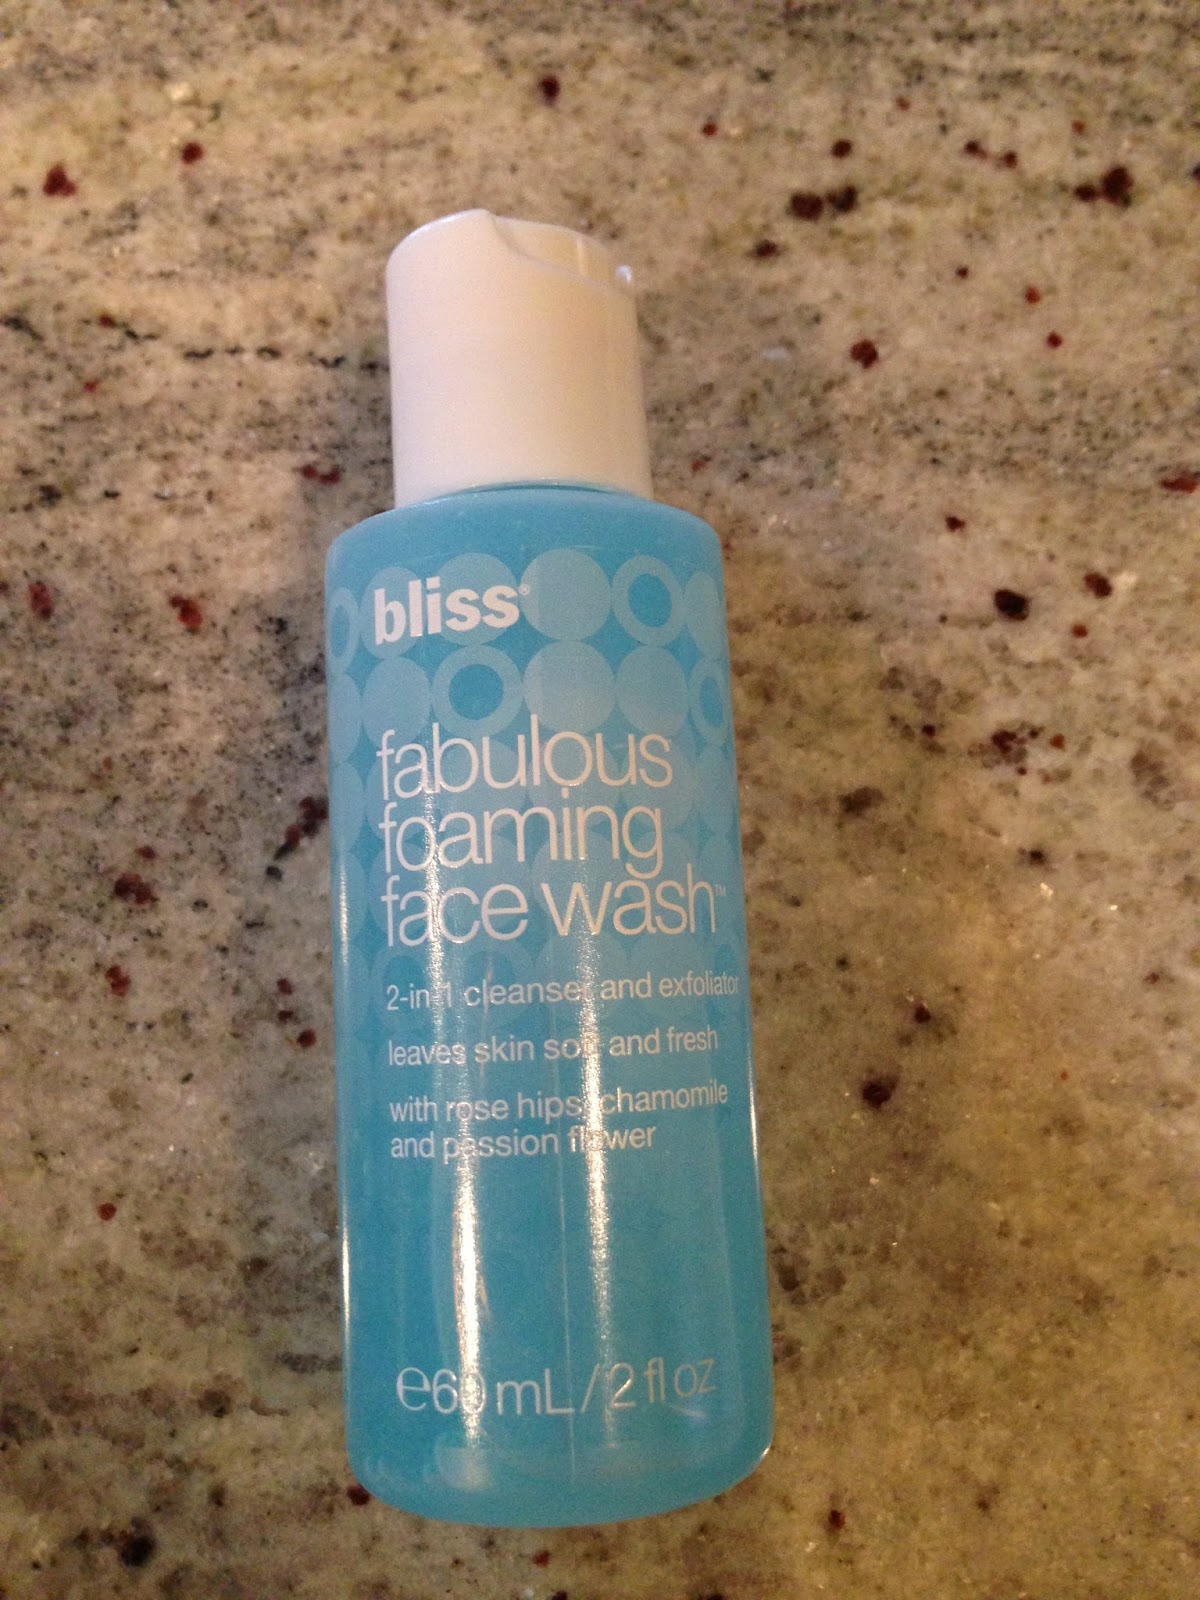 bliss®
fabulous
foaming
face wash™
2-in-1 cleanser and exfoliator
leaves skin soft and fresh
with rose hips, chamomile
and passion flower
℮60 mL / 2 fl oz